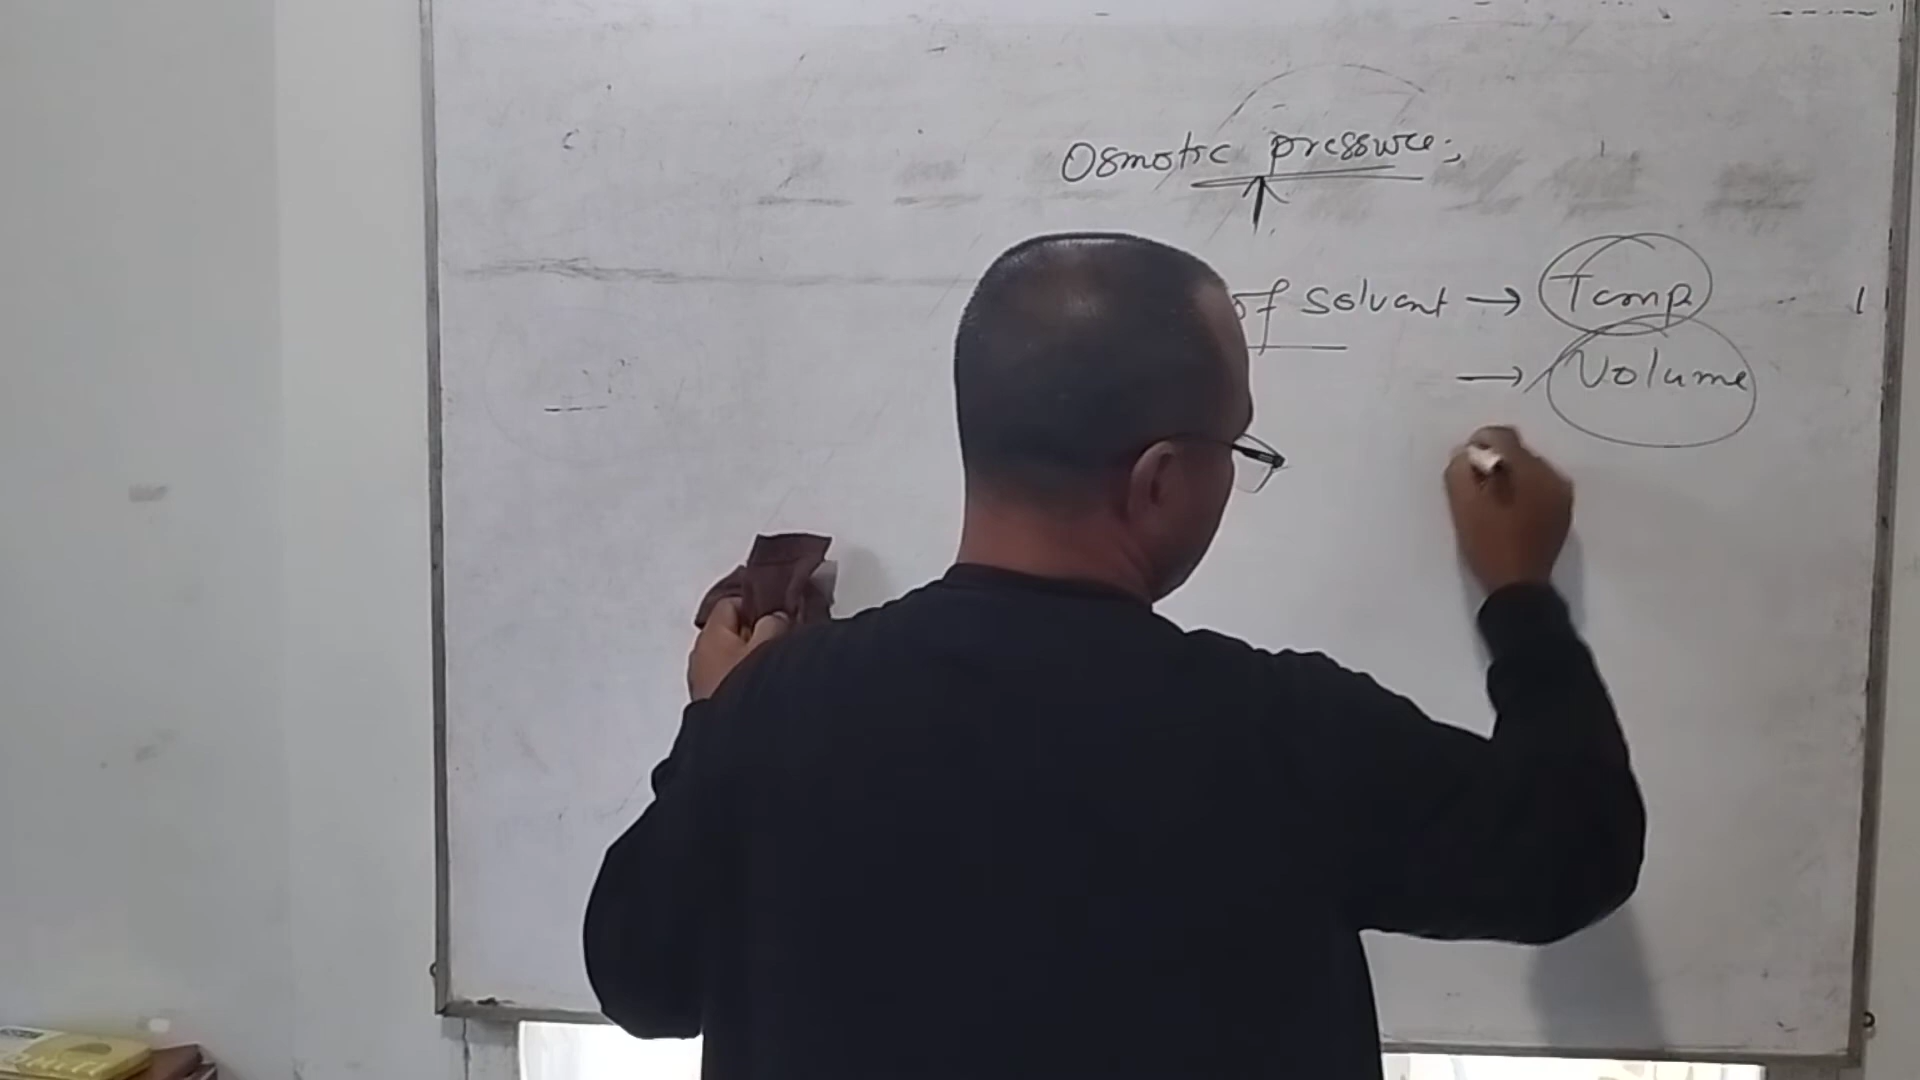 Osmotic pressure:
of solvent → Temp
→ Volume